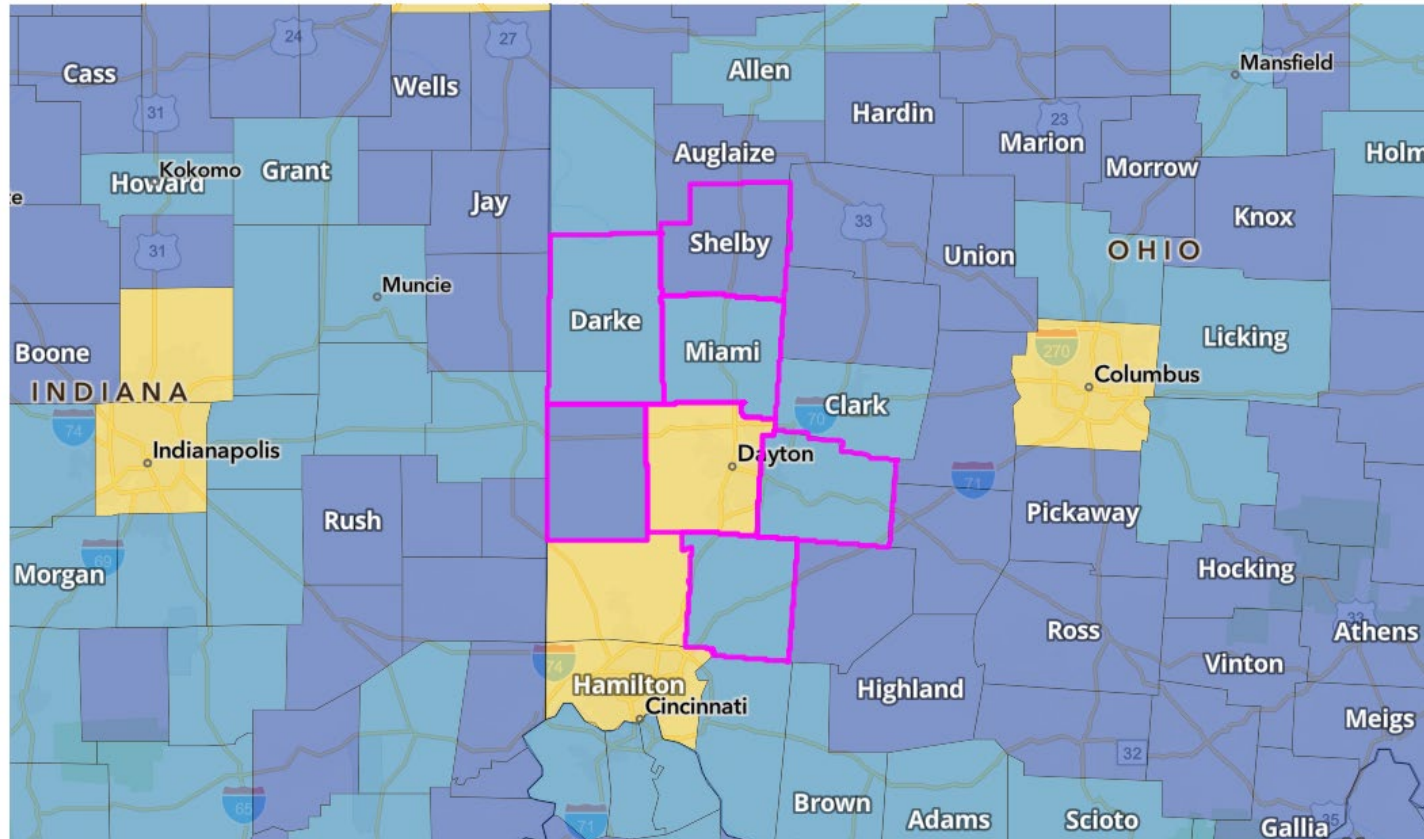 24
27
Cass
Wells
Allen
Hardin
Mansfield
31
23
Marion
Auglaize
Morrow
Holm
Howard
Kokomo
Grant
Jay
Knox
33
Shelby
Union
OHIO
31
Muncie
Darke
Boone
Miami
270
Licking
INDIANA
Columbus
74
Clark
70
Indianapolis
Dayton
71
Rush
Pickaway
69
Morgan
Hocking
33
Ross
Athens
74
Vinton
Hamilton
Highland
Cincinnati
Meigs
32
65
71
Brown
Adams
Scioto
35
Gallia